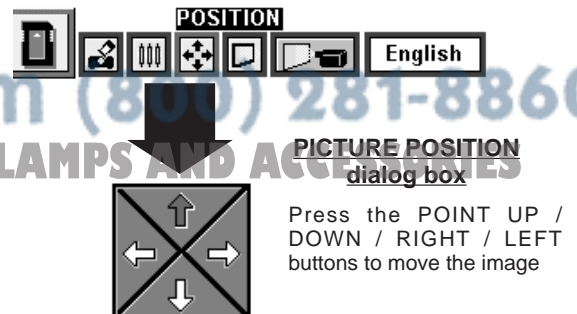 POSITION
English
m (800) 281-8860
LAMPS AND ACCESSORIES
PICTURE POSITION
dialog box
Press the POINT UP /
DOWN / RIGHT / LEFT
buttons to move the image